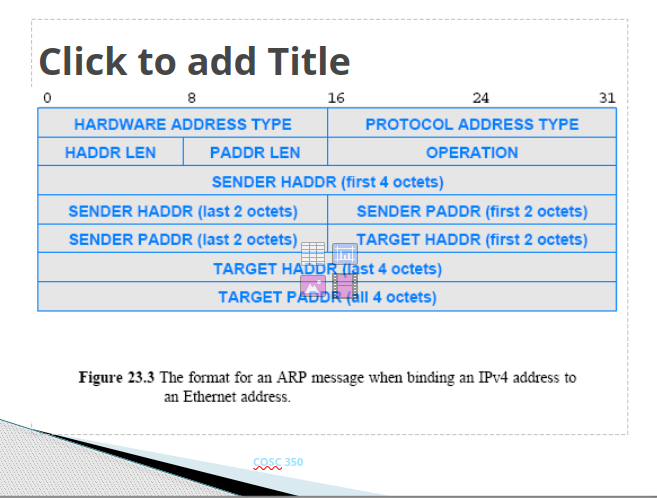 Click to add Title
0 8 16 24 31
HARDWARE ADDRESS TYPE PROTOCOL ADDRESS TYPE
HADDR LEN PADDR LEN OPERATION
SENDER HADDR (first 4 octets)
SENDER HADDR (last 2 octets) SENDER PADDR (first 2 octets)
SENDER PADDR (last 2 octets) TARGET HADDR (first 2 octets)
TARGET HADDR (last 4 octets)
TARGET PADDR (all 4 octets)
Figure 23.3 The format for an ARP message when binding an IPv4 address to
an Ethernet address.
COSC 350